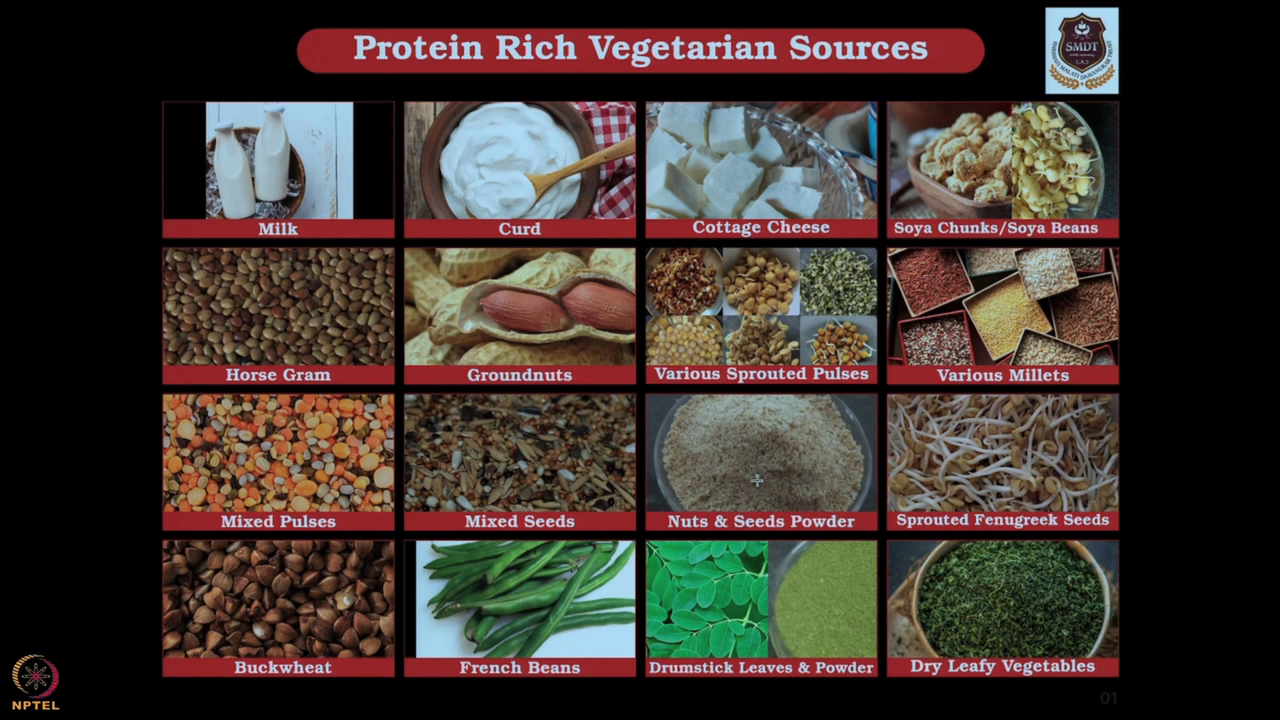 Protein Rich Vegetarian Sources
SMDT
Milk
Curd
Cottage Cheese
Soya Chunks/Soya Beans
Horse Gram
Groundnuts
Various Sprouted Pulses
Various Millets
Mixed Pulses
Mixed Seeds
Nuts & Seeds Powder
Sprouted Fenugreek Seeds
Buckwheat
French Beans
Drumstick Leaves & Powder
Dry Leafy Vegetables
NPTEL
01